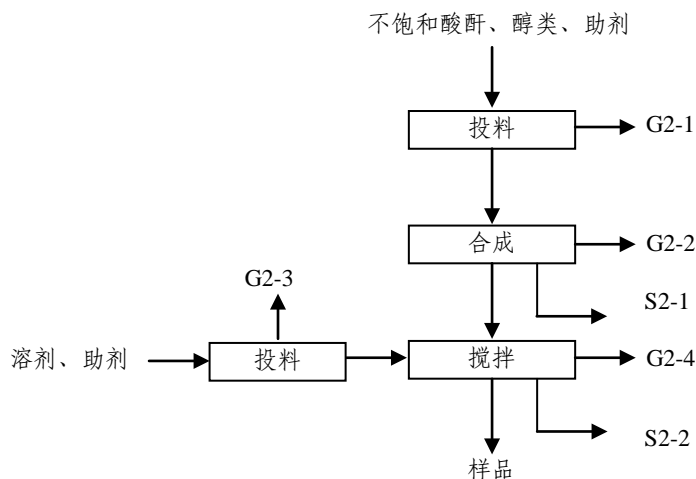 不饱和酸酐、醇类、助剂
投料
G2-1
合成
G2-2
G2-3
S2-1
溶剂、助剂
投料
搅拌
G2-4
S2-2
样品